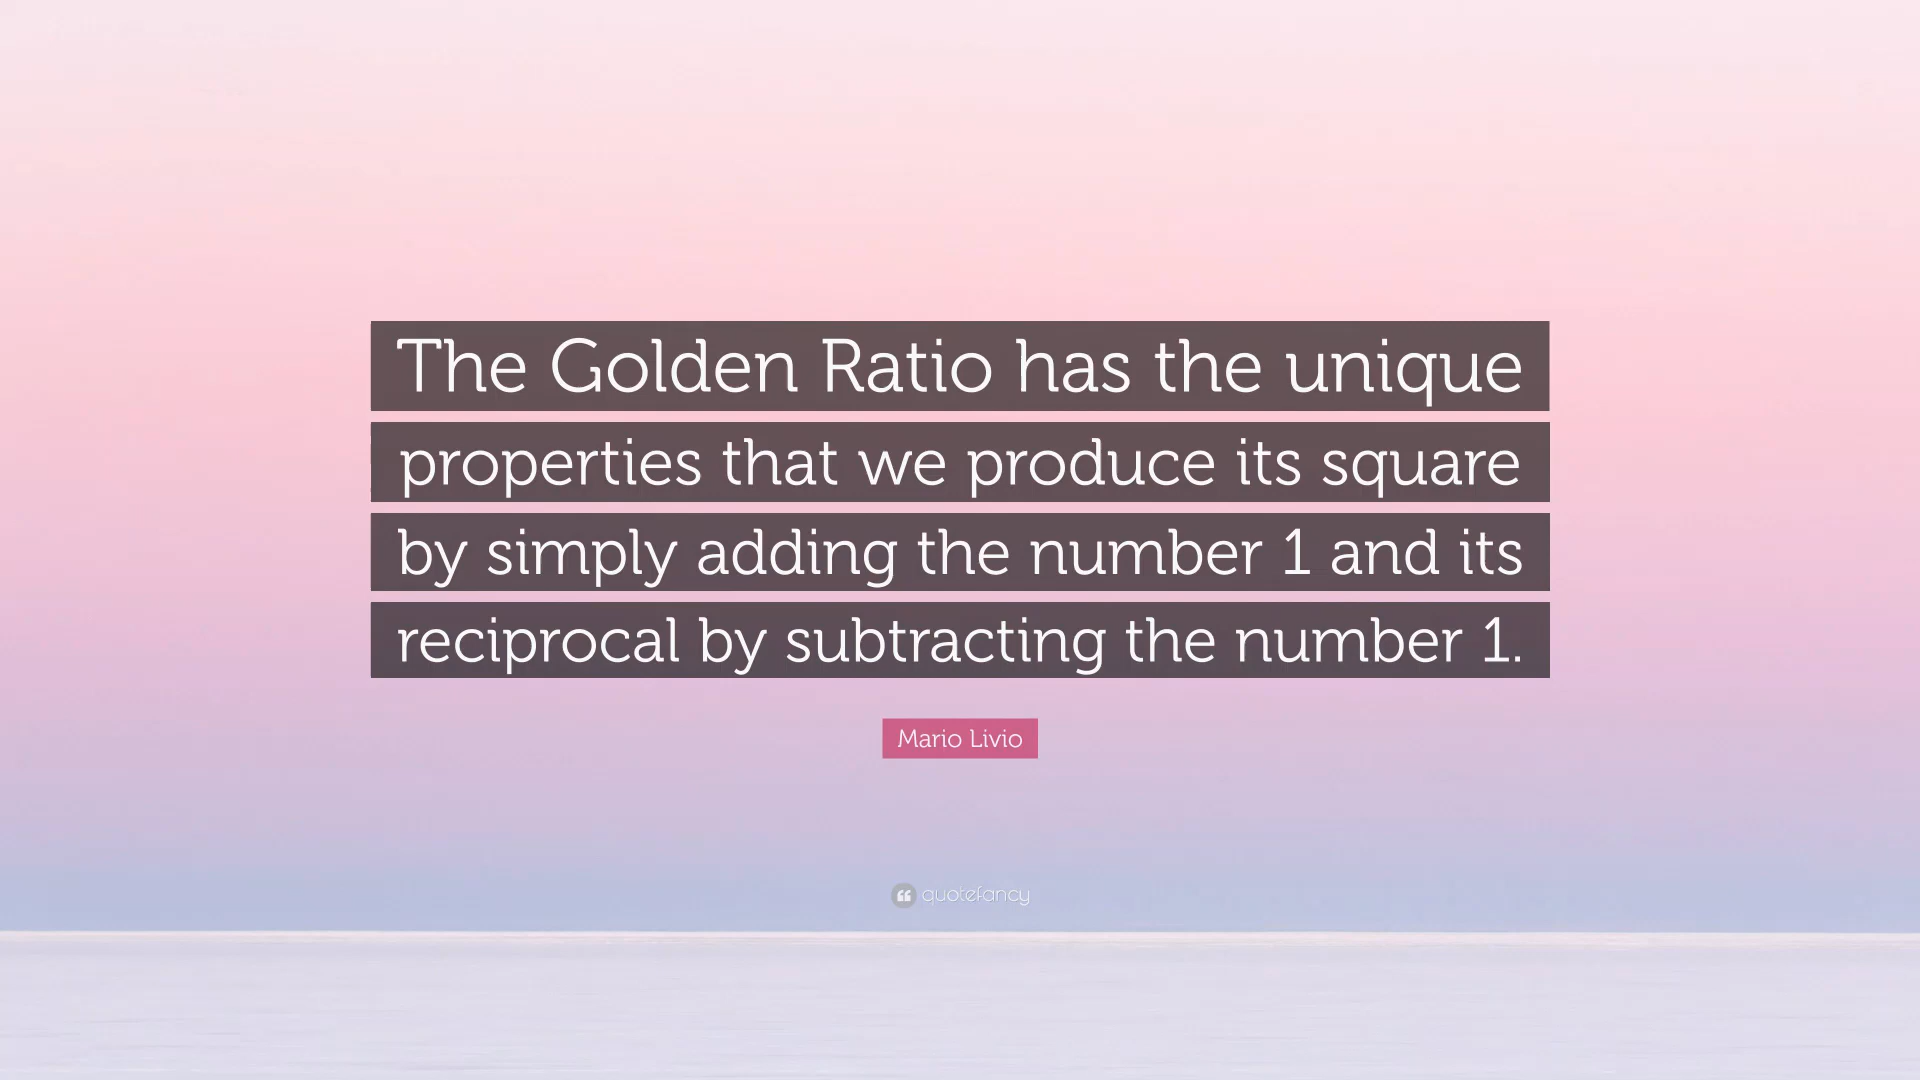 The Golden Ratio has the unique
properties that we produce its square
by simply adding the number 1 and its
reciprocal by subtracting the number 1.
Mario Livio
quotefancy